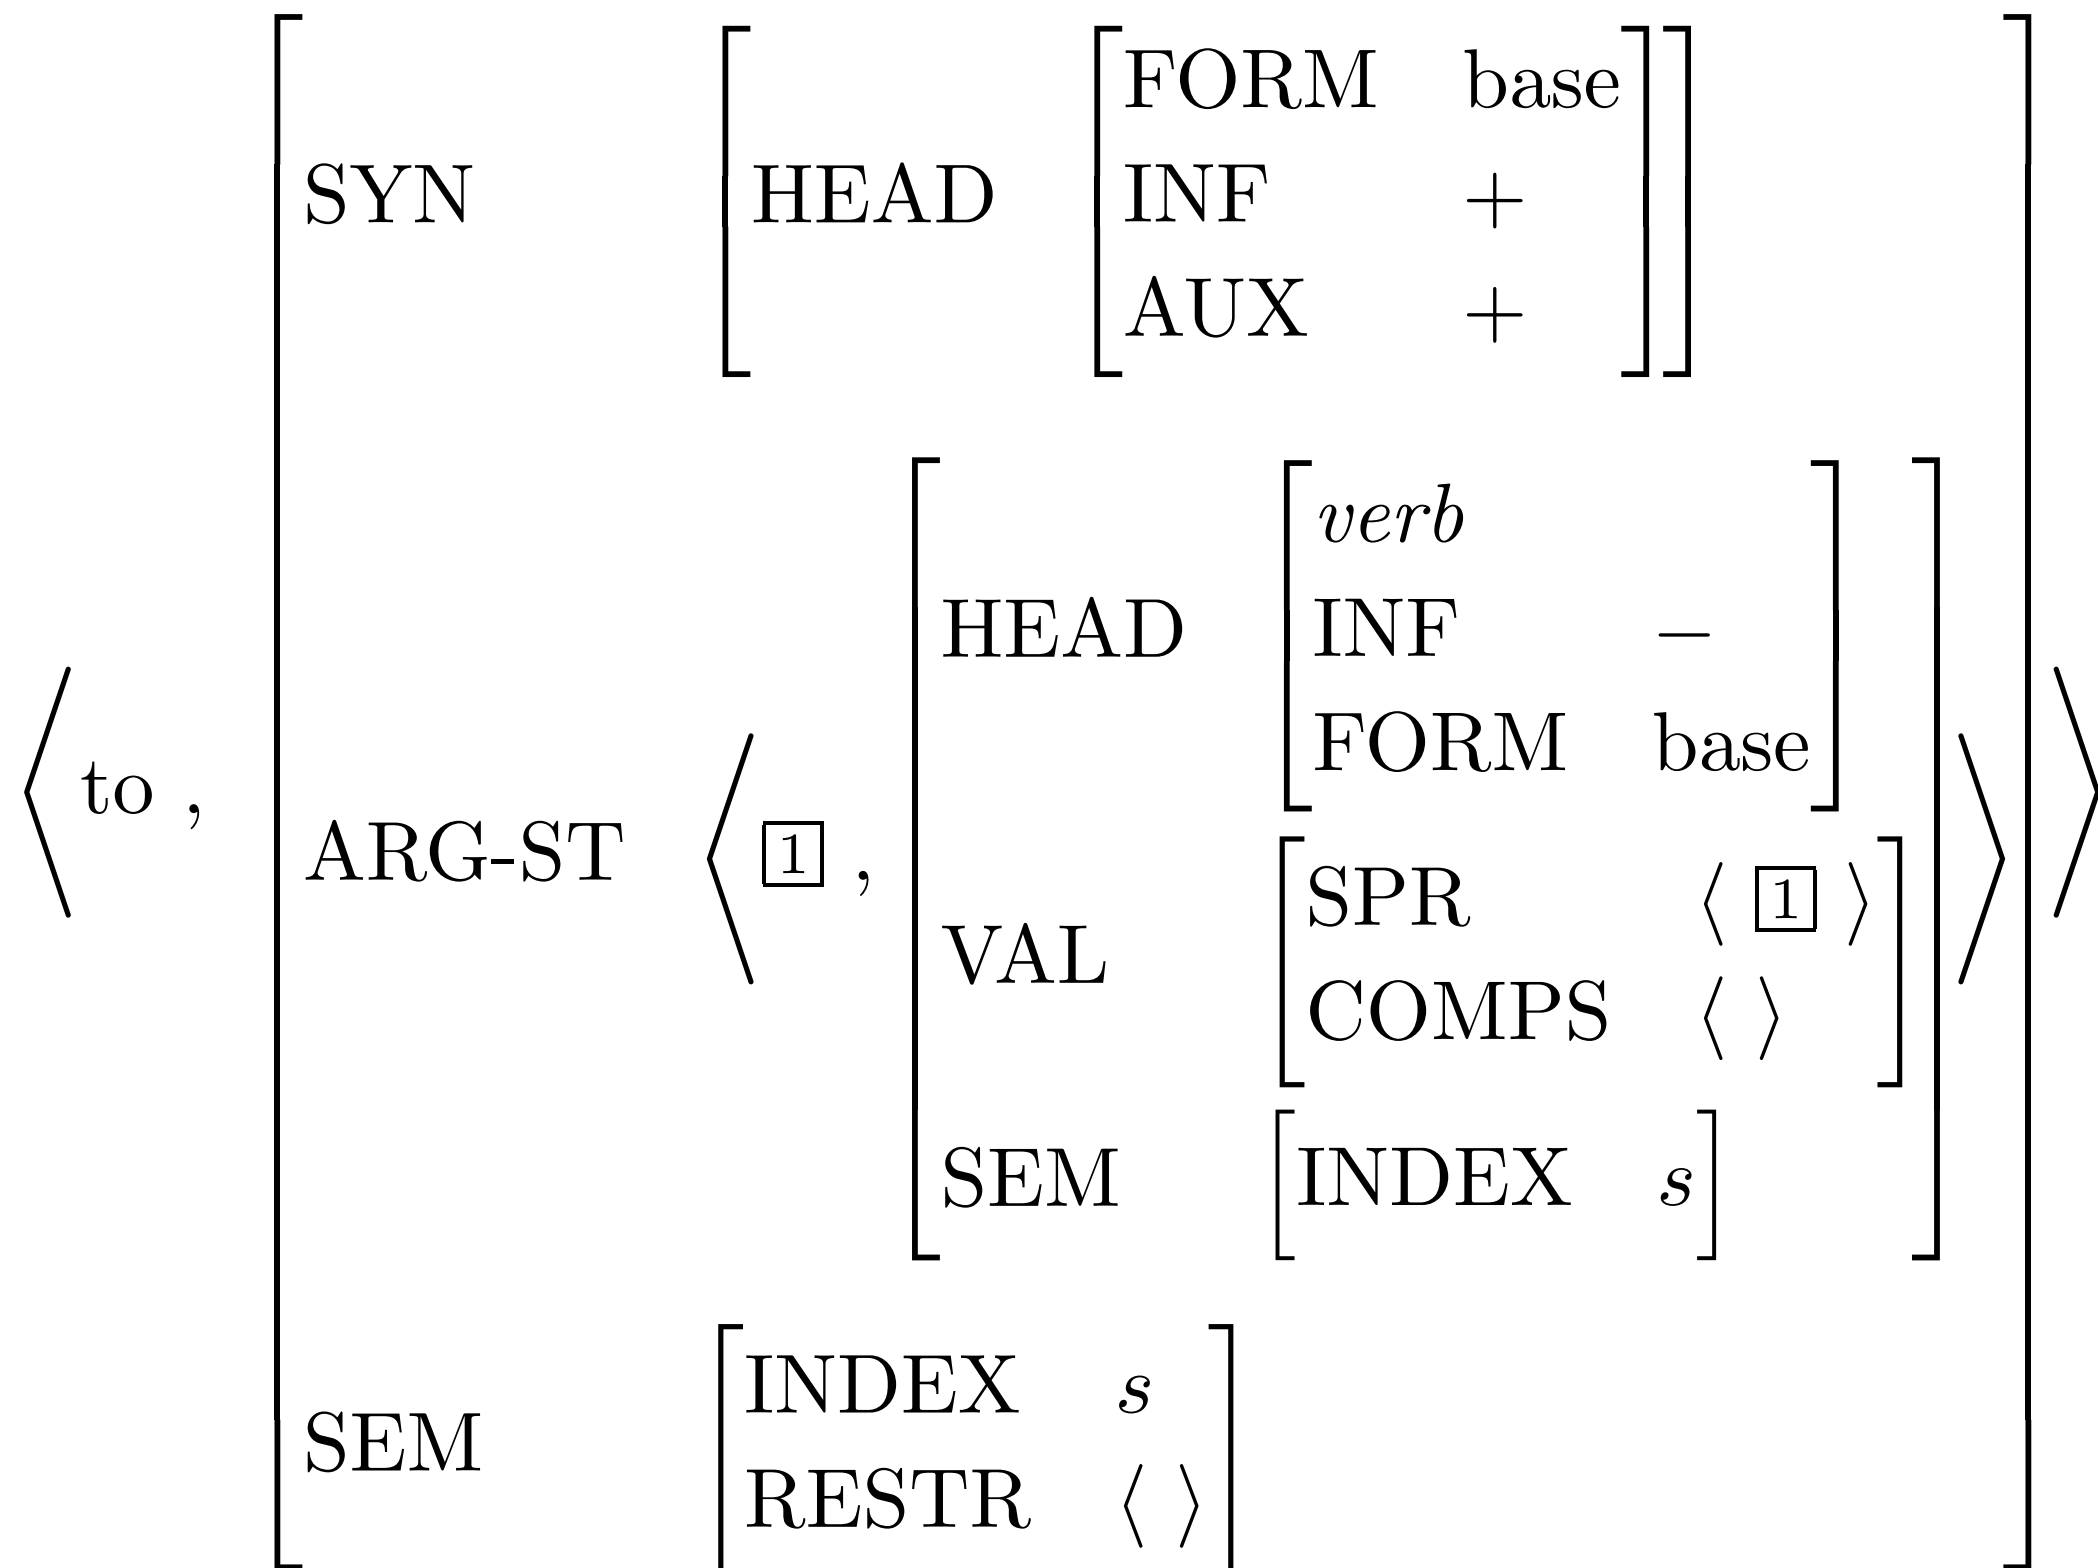 FORM base
SYN [HEAD [INF +]]
AUX +
verb
HEAD [INF −]
FORM base
⟨to , ARG-ST ⟨1 , SPR ⟨ 1 ⟩
VAL
COMPS ⟨ ⟩
SEM [INDEX s]
INDEX s
SEM
RESTR ⟨ ⟩